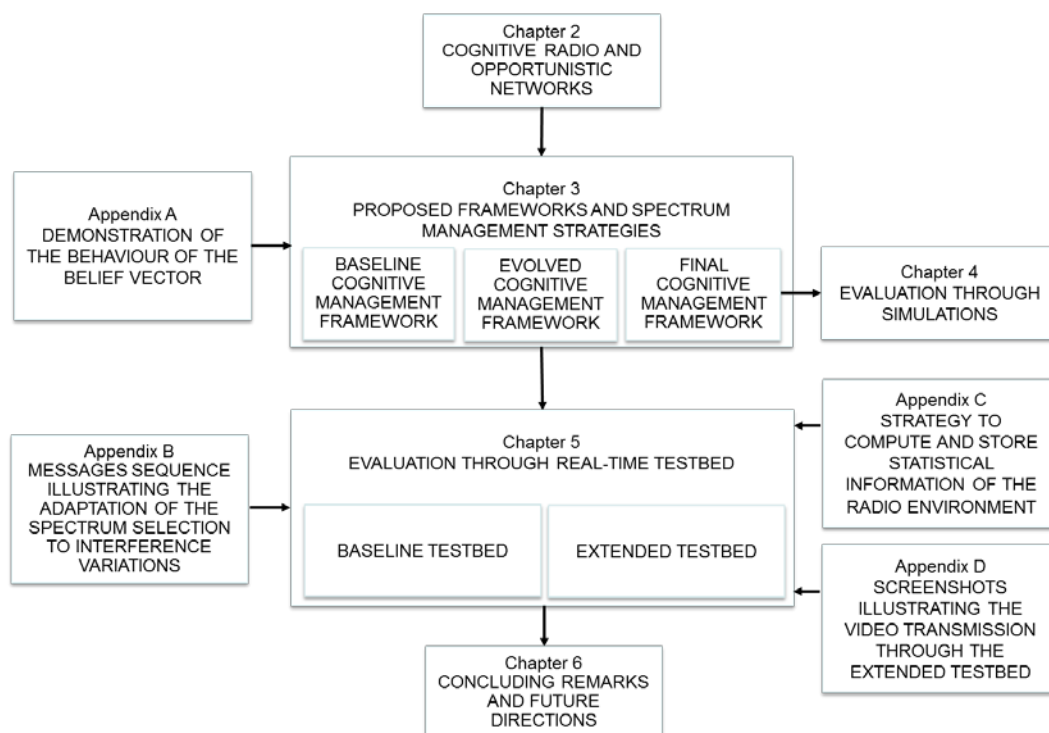 Chapter 2
COGNITIVE RADIO AND
OPPORTUNISTIC
NETWORKS
Appendix A
DEMONSTRATION OF
THE BEHAVIOUR OF THE
BELIEF VECTOR
Chapter 3
PROPOSED FRAMEWORKS AND SPECTRUM
MANAGEMENT STRATEGIES
BASELINE
COGNITIVE
MANAGEMENT
FRAMEWORK
EVOLVED
COGNITIVE
MANAGEMENT
FRAMEWORK
FINAL
COGNITIVE
MANAGEMENT
FRAMEWORK
Chapter 4
EVALUATION THROUGH
SIMULATIONS
Appendix B
MESSAGES SEQUENCE
ILLUSTRATING THE
ADAPTATION OF THE
SPECTRUM SELECTION
TO INTERFERENCE
VARIATIONS
Chapter 5
EVALUATION THROUGH REAL-TIME TESTBED
BASELINE TESTBED
EXTENDED TESTBED
Appendix C
STRATEGY TO
COMPUTE AND STORE
STATISTICAL
INFORMATION OF THE
RADIO ENVIRONMENT
Appendix D
SCREENSHOTS
ILLUSTRATING THE
VIDEO TRANSMISSION
THROUGH THE
EXTENDED TESTBED
Chapter 6
CONCLUDING REMARKS
AND FUTURE
DIRECTIONS